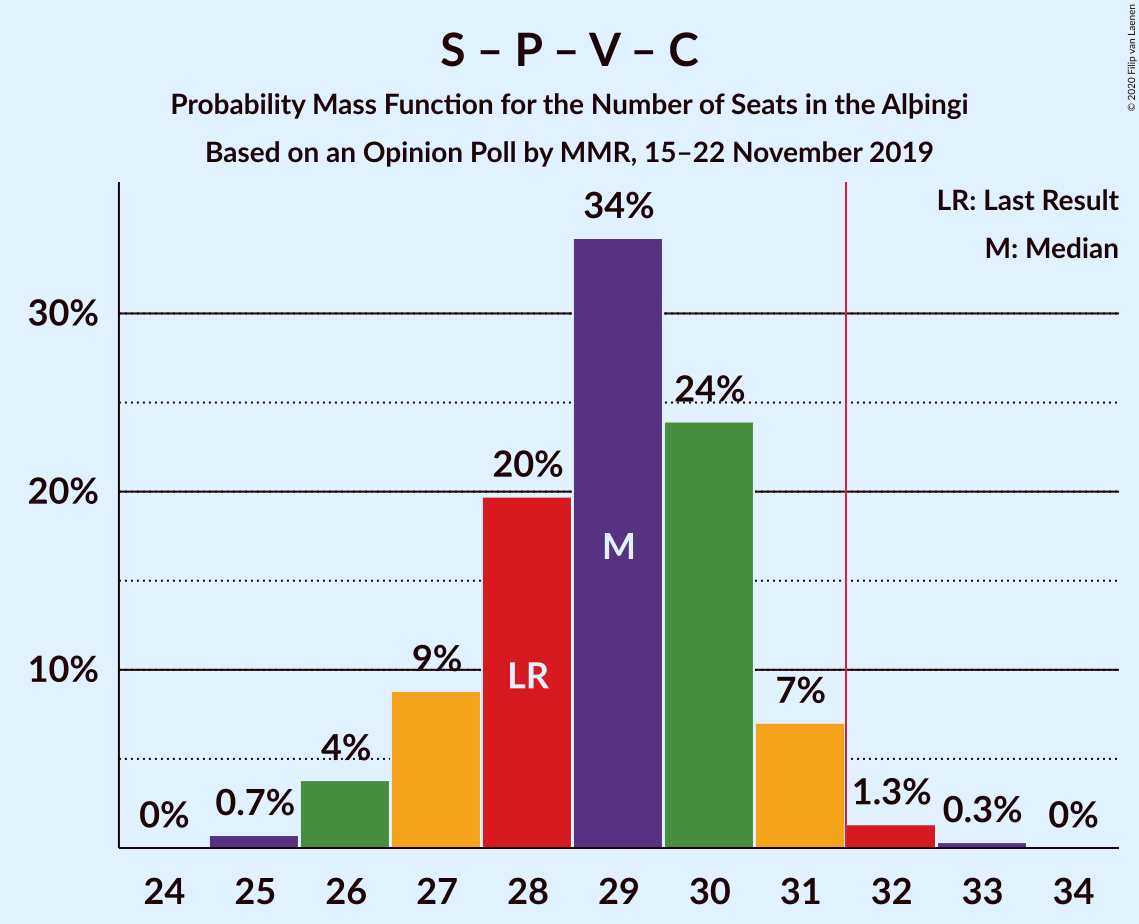 S – P – V – C
Probability Mass Function for the Number of Seats in the Alþingi
Based on an Opinion Poll by MMR, 15–22 November 2019
© 2020 Filip van Laenen
LR: Last Result
M: Median
34%
30%
24%
20%
20%
M
9%
10%
LR
7%
4%
0%
0.7%
1.3%
0.3%
0%
24 25 26 27 28 29 30 31 32 33 34